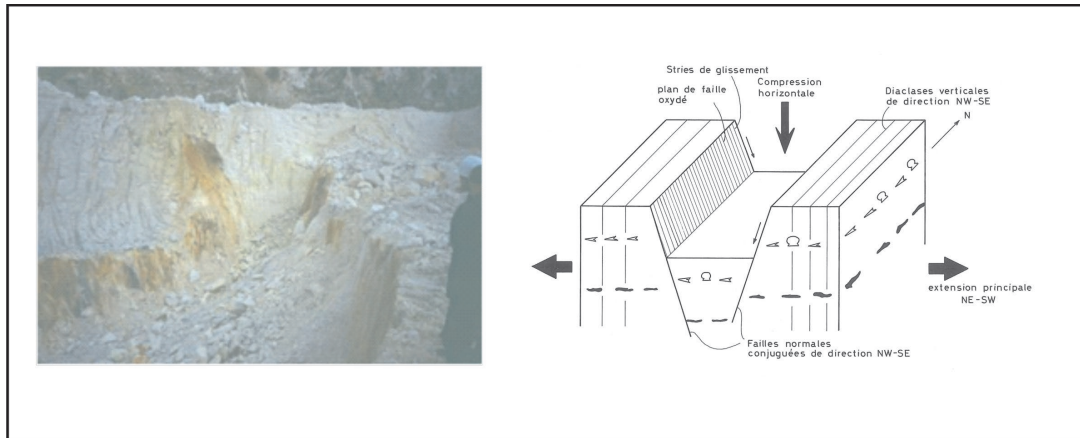 Stries de glissement
plan de faille
oxydé
Compression
horizontale
Diaclases verticales
de direction NW-SE
N
extension principale
NE-SW
Failles normales
conjuguées de direction NW-SE